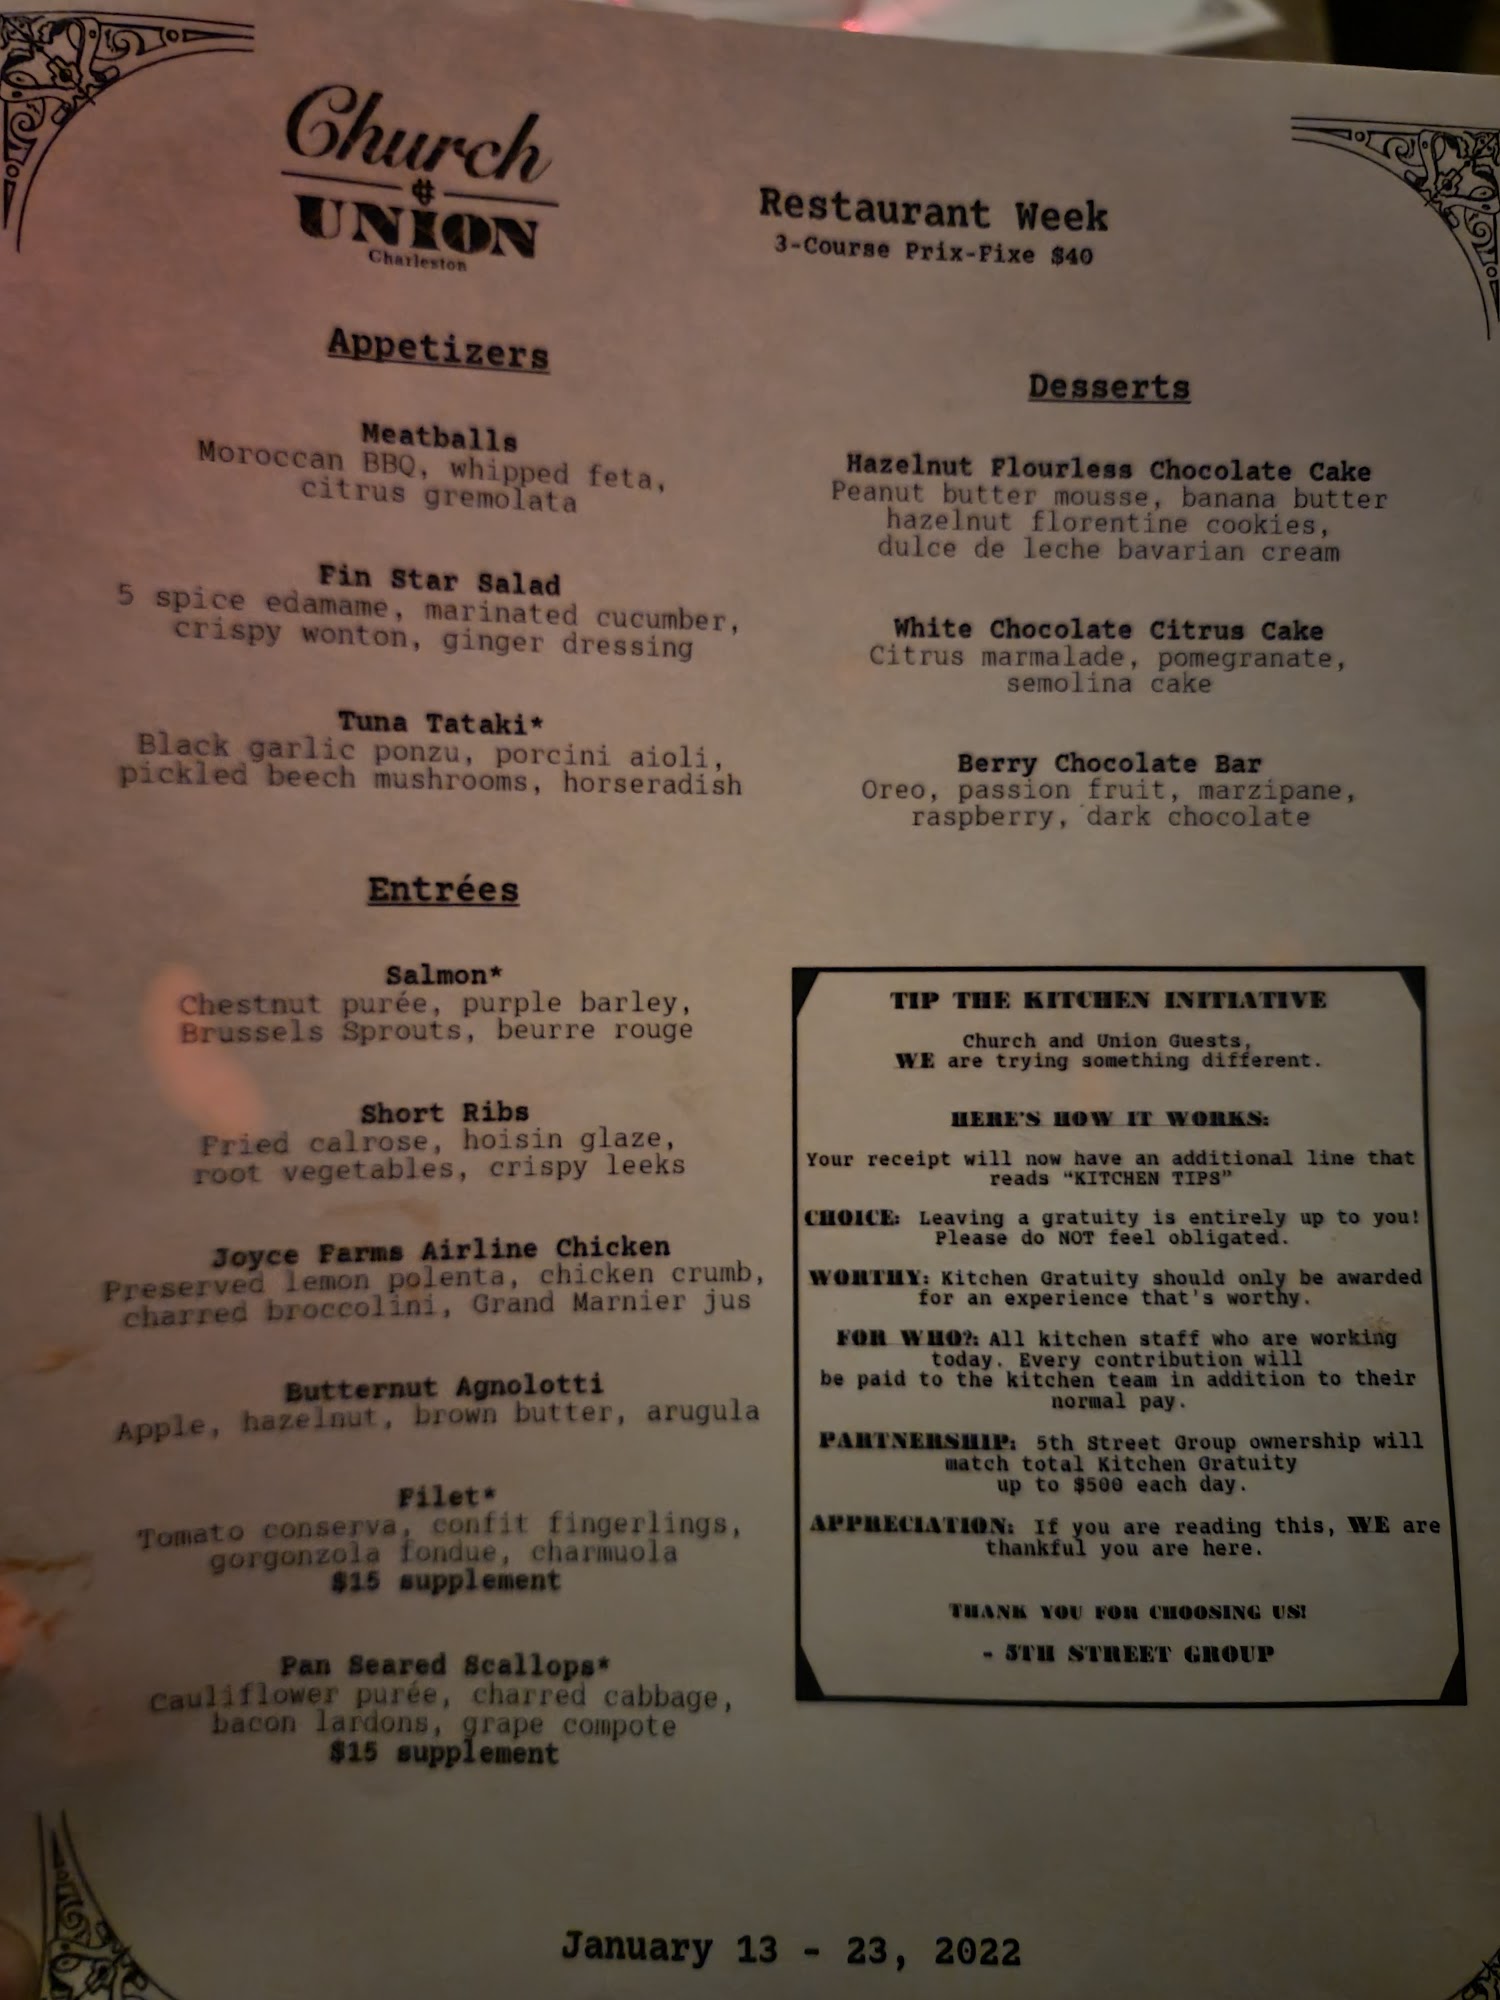 Church
UNION
Charleston
Restaurant Week
3-Course Prix-Fixe $40
Appetizers
Meatballs
Moroccan BBQ, whipped feta,
citrus gremolata
Fin Star Salad
5 spice edamame, marinated cucumber,
crispy wonton, ginger dressing
Tuna Tataki*
Black garlic ponzu, porcini aioli,
pickled beech mushrooms, horseradish
Entrées
Salmon*
Chestnut purée, purple barley,
Brussels Sprouts, beurre rouge
Short Ribs
Fried calrose, hoisin glaze,
root vegetables, crispy leeks
Joyce Farms Airline Chicken
Preserved lemon polenta, chicken crumb,
charred broccolini, Grand Marnier jus
Butternut Agnolotti
Apple, hazelnut, brown butter, arugula
Filet*
Tomato conserva, confit fingerlings,
gorgonzola fondue, charmuola
$15 supplement
Pan Seared Scallops*
Cauliflower purée, charred cabbage,
bacon lardons, grape compote
$15 supplement
Desserts
Hazelnut Flourless Chocolate Cake
Peanut butter mousse, banana butter
hazelnut florentine cookies,
dulce de leche bavarian cream
White Chocolate Citrus Cake
Citrus marmalade, pomegranate,
semolina cake
Berry Chocolate Bar
Oreo, passion fruit, marzipane,
raspberry, dark chocolate
TIP THE KITCHEN INITIATIVE
Church and Union Guests,
WE are trying something different.
HERE'S HOW IT WORKS:
Your receipt will now have an additional line that
reads “KITCHEN TIPS”
CHOICE: Leaving a gratuity is entirely up to you!
Please do NOT feel obligated.
WORTHY: Kitchen Gratuity should only be awarded
for an experience that's worthy.
FOR WHO?: All kitchen staff who are working
today. Every contribution will
be paid to the kitchen team in addition to their
normal pay.
PARTNERSHIP: 5th Street Group ownership will
match total Kitchen Gratuity
up to $500 each day.
APPRECIATION: If you are reading this, WE are
thankful you are here.
THANK YOU FOR CHOOSING US!
- 5TH STREET GROUP
January 13 - 23, 2022